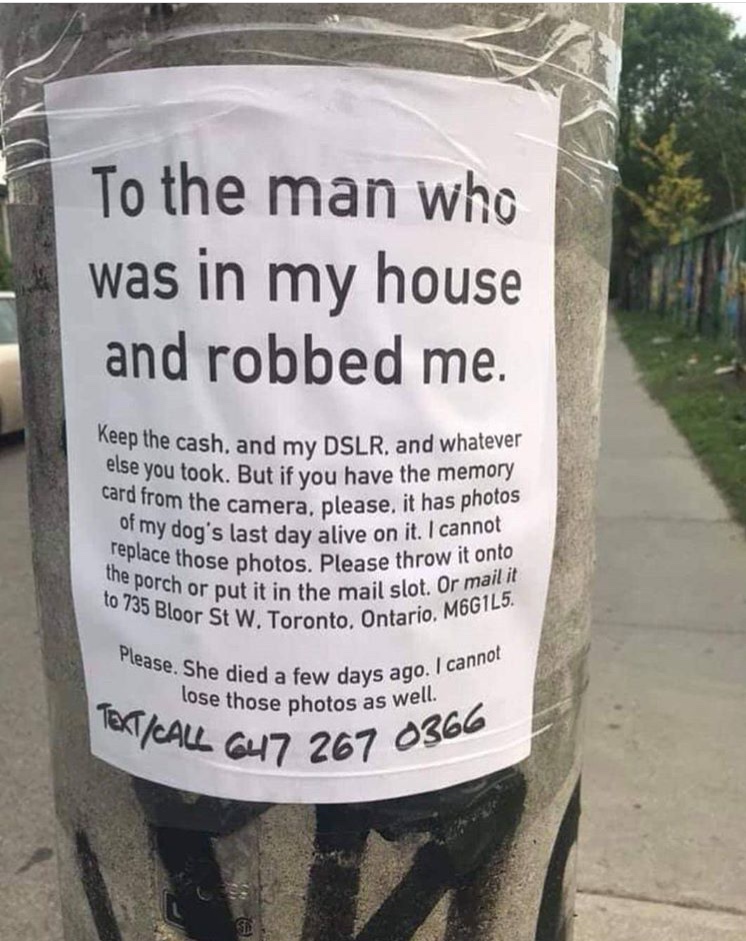 To the man who
was in my house
and robbed me.
Keep the cash, and my DSLR, and whatever
else you took. But if you have the memory
card from the camera, please, it has photos
of my dog's last day alive on it. I cannot
replace those photos. Please throw it onto
the porch or put it in the mail slot. Or mail it
to 735 Bloor St W, Toronto, Ontario, M6G1L5.
Please. She died a few days ago. I cannot
lose those photos as well.
TEXT/CALL 647 267 0366